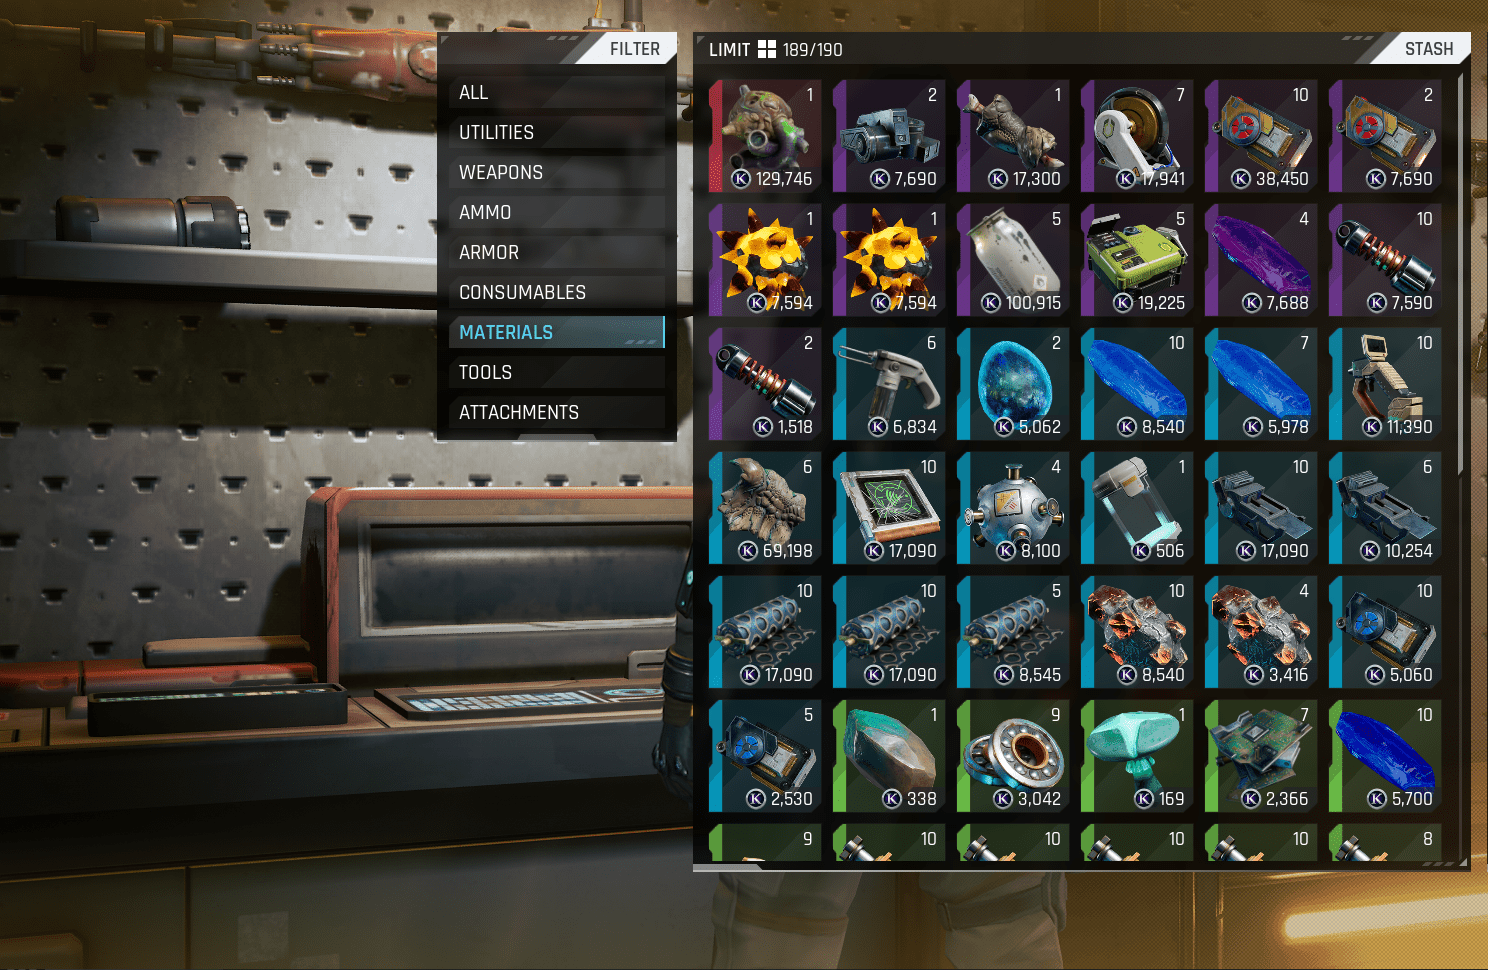 FILTER
ALL
UTILITIES
WEAPONS
AMMO
ARMOR
CONSUMABLES
MATERIALS
TOOLS
ATTACHMENTS
LIMIT 189/190
STASH
1 2 1 7 10 2
K 129,746 K 7,690 K 17,300 K 17,941 K 38,450 K 7,690
1 1 5 5 4 10
K 7,594 K 7,594 K 100,915 K 19,225 K 7,688 K 7,590
2 6 2 10 7 10
K 1,518 K 6,834 K 5,062 K 8,540 K 5,978 K 11,390
6 10 4 1 10 6
K 69,198 K 17,090 K 8,100 K 506 K 17,090 K 10,254
10 10 5 10 4 10
K 17,090 K 17,090 K 8,545 K 8,540 K 3,416 K 5,060
5 1 9 1 7 10
K 2,530 K 338 K 3,042 K 169 K 2,366 K 5,700
9 10 10 10 10 8